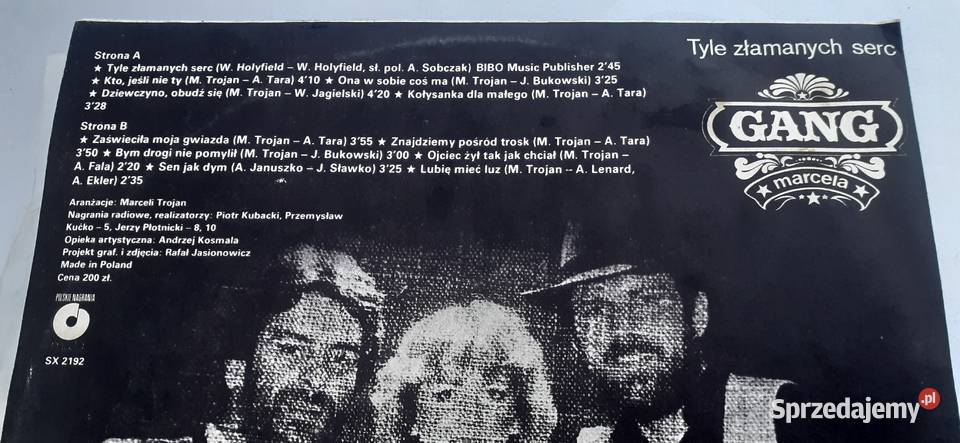 Tyle złamanych serc
GANG
marcela
Strona A
★ Tyle złamanych serc (W. Holyfield – W. Holyfield, sł. pol. A. Sobczak) BIBO Music Publisher 2'45
★ Kto, jeśli nie ty (M. Trojan – A. Tara) 4'10 ★ Ona w sobie coś ma (M. Trojan – J. Bukowski) 3'25
★ Dziewczyno, obudź się (M. Trojan – W. Jagielski) 4'20 ★ Kołysanka dla małego (M. Trojan – A. Tara)
3'28
Strona B
★ Zaświeciła moja gwiazda (M. Trojan – A. Tara) 3'55 ★ Znajdziemy pośród trosk (M. Trojan – A. Tara)
3'50 ★ Bym drogi nie pomylił (M. Trojan – J. Bukowski) 3'00 ★ Ojciec żył tak jak chciał (M. Trojan –
A. Fala) 2'20 ★ Sen jak dym (A. Januszko – J. Sławko) 3'25 ★ Lubię mieć luz (M. Trojan – A. Lenard,
A. Ekler) 2'35
Aranżacje: Marceli Trojan
Nagrania radiowe, realizatorzy: Piotr Kubacki, Przemysław
Kućko – 5, Jerzy Płotnicki – 8, 10
Opieka artystyczna: Andrzej Kosmala
Projekt graf. i zdjęcia: Rafał Jasionowicz
Made in Poland
Cena 200 zł.
POLSKIE NAGRANIA
SX 2192
Sprzedajemy.pl